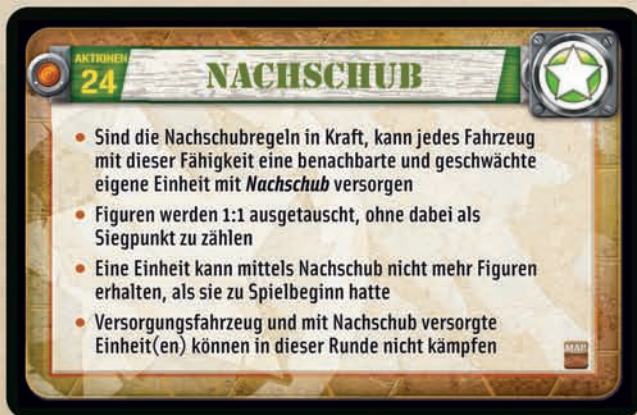 AKTIONEN
24
NACHSCHUB
• Sind die Nachschubregeln in Kraft, kann jedes Fahrzeug
mit dieser Fähigkeit eine benachbarte und geschwächte
eigene Einheit mit Nachschub versorgen
• Figuren werden 1:1 ausgetauscht, ohne dabei als
Siegpunkt zu zählen
• Eine Einheit kann mittels Nachschub nicht mehr Figuren
erhalten, als sie zu Spielbeginn hatte
• Versorgungsfahrzeug und mit Nachschub versorgte
Einheit(en) können in dieser Runde nicht kämpfen